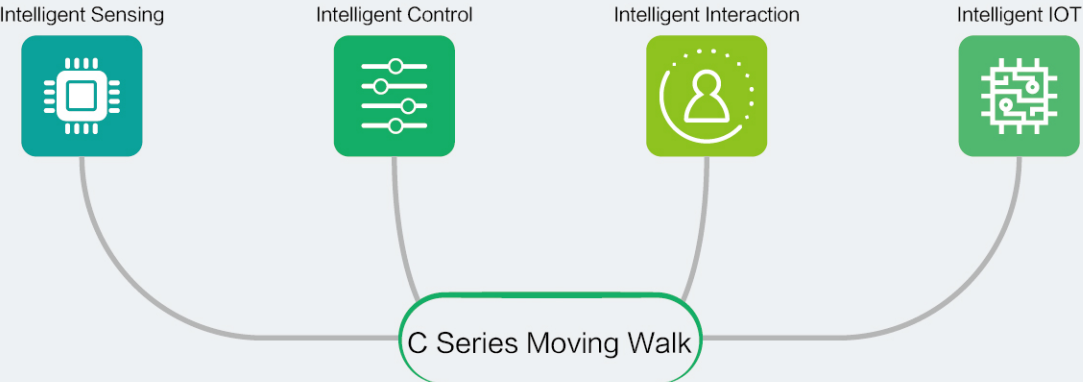 Intelligent Sensing
Intelligent Control
Intelligent Interaction
Intelligent IOT
C Series Moving Walk